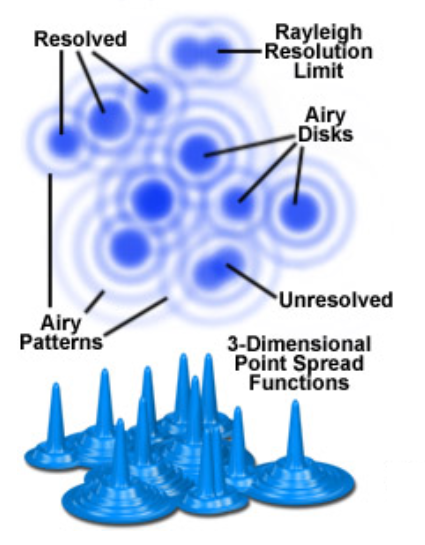 Resolved
Rayleigh
Resolution
Limit
Airy
Disks
Unresolved
Airy
Patterns
3-Dimensional
Point Spread
Functions